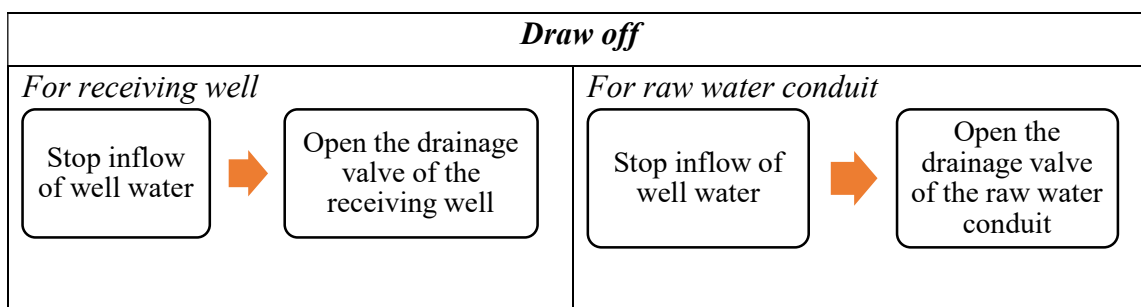 Draw off
For receiving well
Stop inflow
of well water
Open the drainage
valve of the
receiving well
For raw water conduit
Stop inflow of
well water
Open the
drainage valve
of the raw water
conduit